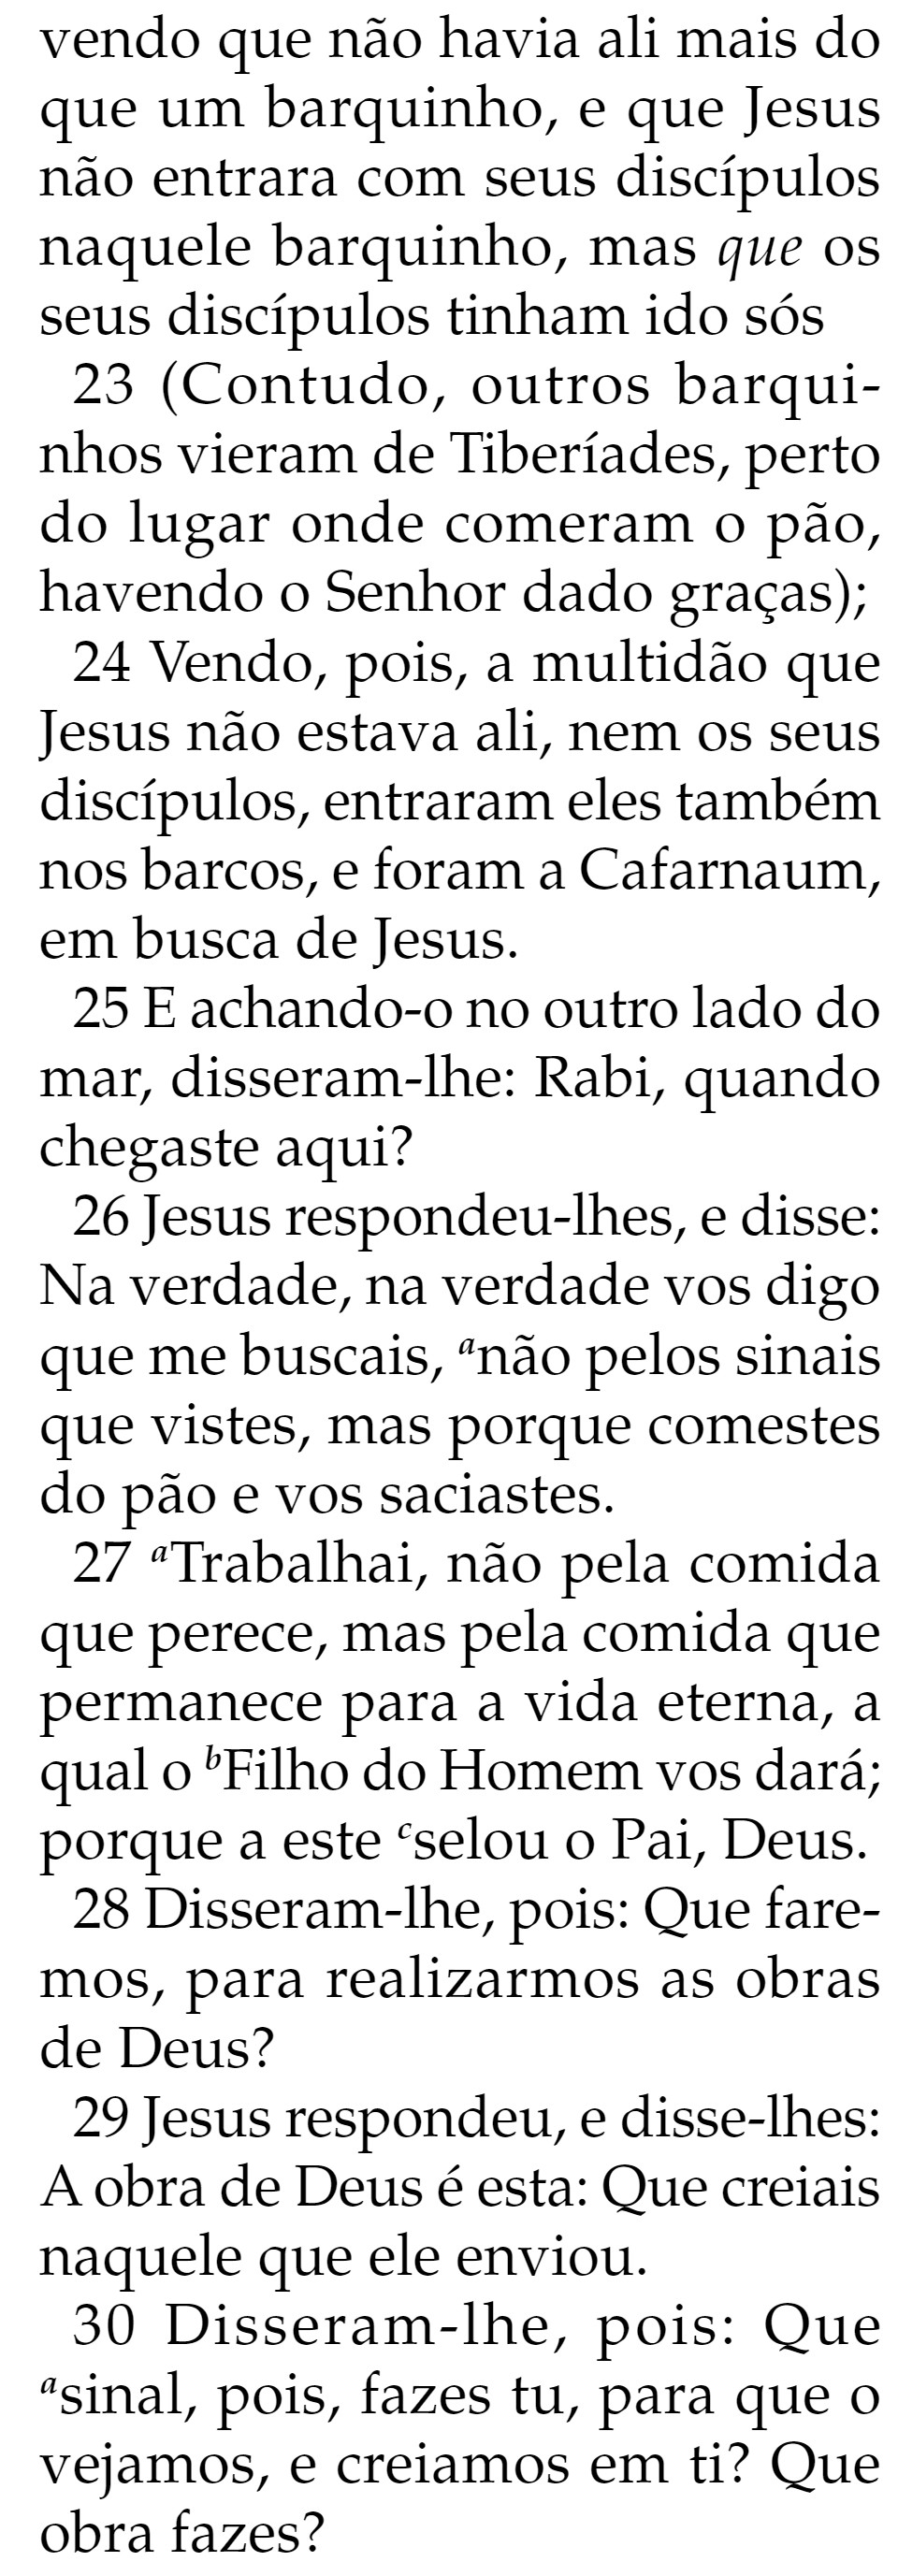 vendo que não havia ali mais do
que um barquinho, e que Jesus
não entrara com seus discípulos
naquele barquinho, mas que os
seus discípulos tinham ido sós
23 (Contudo, outros barqui-
nhos vieram de Tiberíades, perto
do lugar onde comeram o pão,
havendo o Senhor dado graças);
24 Vendo, pois, a multidão que
Jesus não estava ali, nem os seus
discípulos, entraram eles também
nos barcos, e foram a Cafarnaum,
em busca de Jesus.
25 E achando-o no outro lado do
mar, disseram-lhe: Rabi, quando
chegaste aqui?
26 Jesus respondeu-lhes, e disse:
Na verdade, na verdade vos digo
que me buscais, ᵃnão pelos sinais
que vistes, mas porque comestes
do pão e vos saciastes.
27 ᵃTrabalhai, não pela comida
que perece, mas pela comida que
permanece para a vida eterna, a
qual o ᵇFilho do Homem vos dará;
porque a este ᶜselou o Pai, Deus.
28 Disseram-lhe, pois: Que fare-
mos, para realizarmos as obras
de Deus?
29 Jesus respondeu, e disse-lhes:
A obra de Deus é esta: Que creiais
naquele que ele enviou.
30 Disseram-lhe, pois: Que
ᵃsinal, pois, fazes tu, para que o
vejamos, e creiamos em ti? Que
obra fazes?